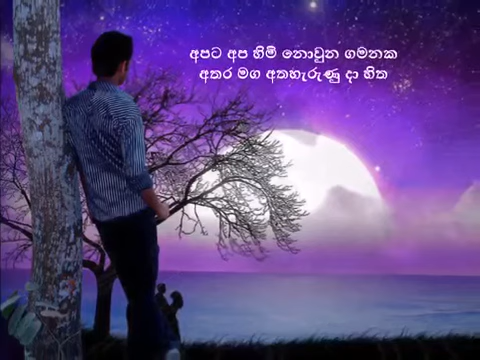 අපට අප හිමි නොවුන ගමනක
අතර මග අතහැරුණු දා හිත